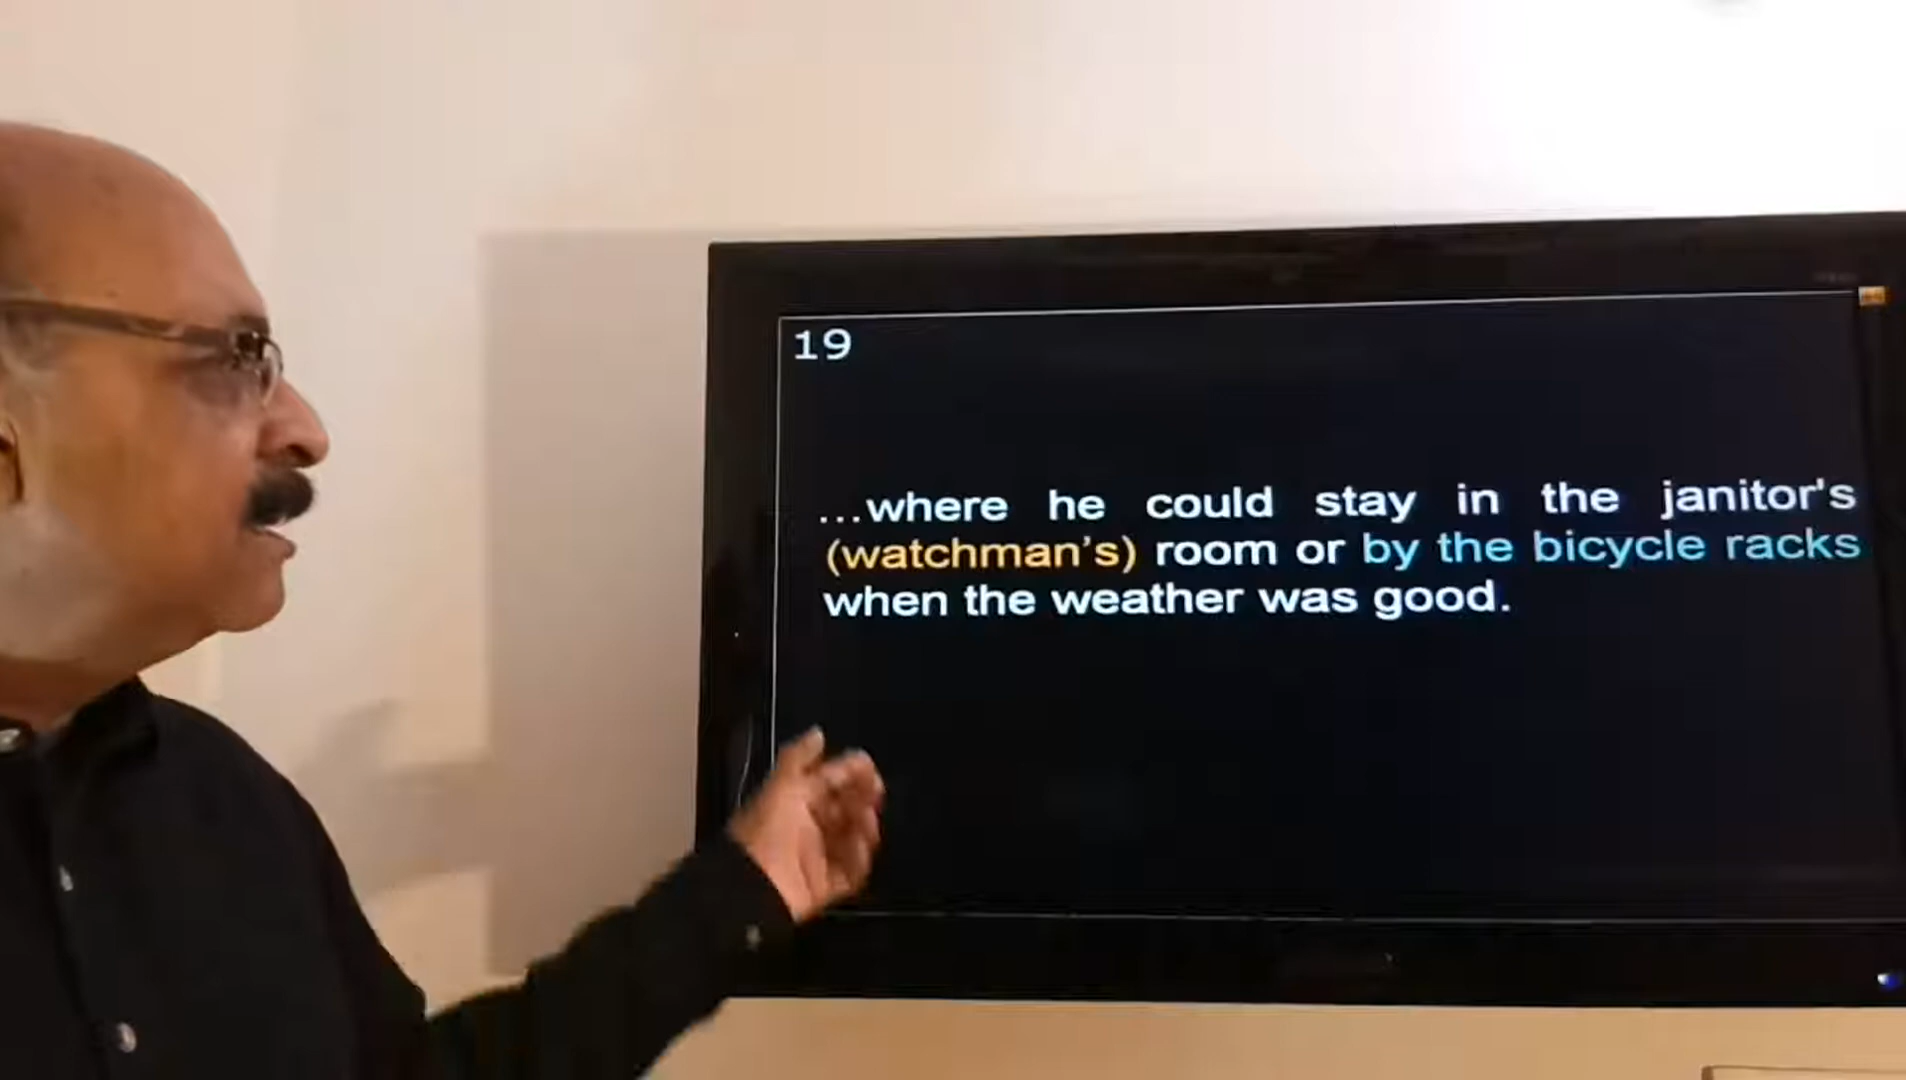 19
...where he could stay in the janitor's
(watchman’s) room or by the bicycle racks
when the weather was good.